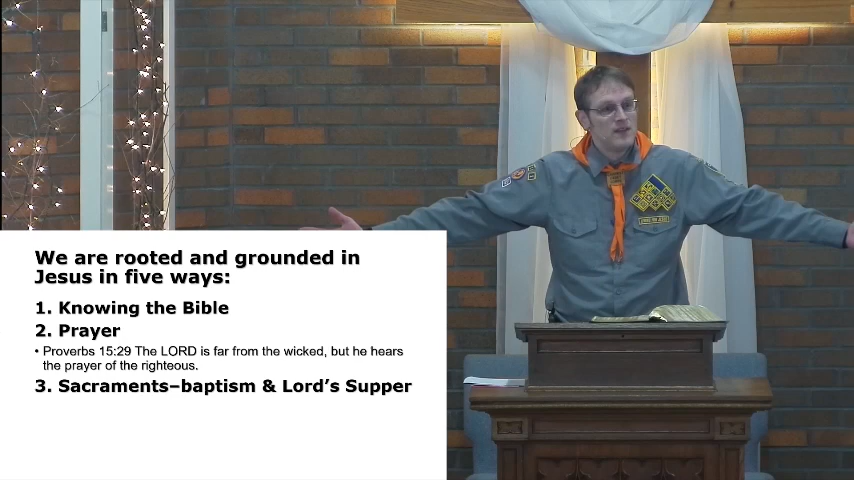 We are rooted and grounded in
Jesus in five ways:
1. Knowing the Bible
2. Prayer
• Proverbs 15:29 The LORD is far from the wicked, but he hears
the prayer of the righteous.
3. Sacraments–baptism & Lord's Supper